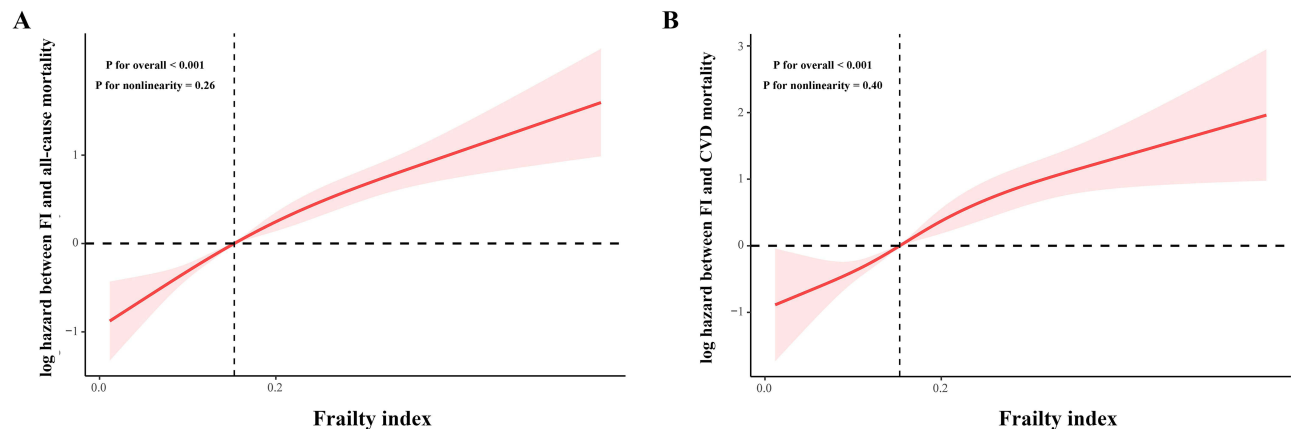 A
log hazard between FI and all-cause mortality
P for overall < 0.001
P for nonlinearity = 0.26
1
0
−1
0.0
0.2
Frailty index
B
log hazard between FI and CVD mortality
P for overall < 0.001
P for nonlinearity = 0.40
3
2
1
0
−1
0.0
0.2
Frailty index